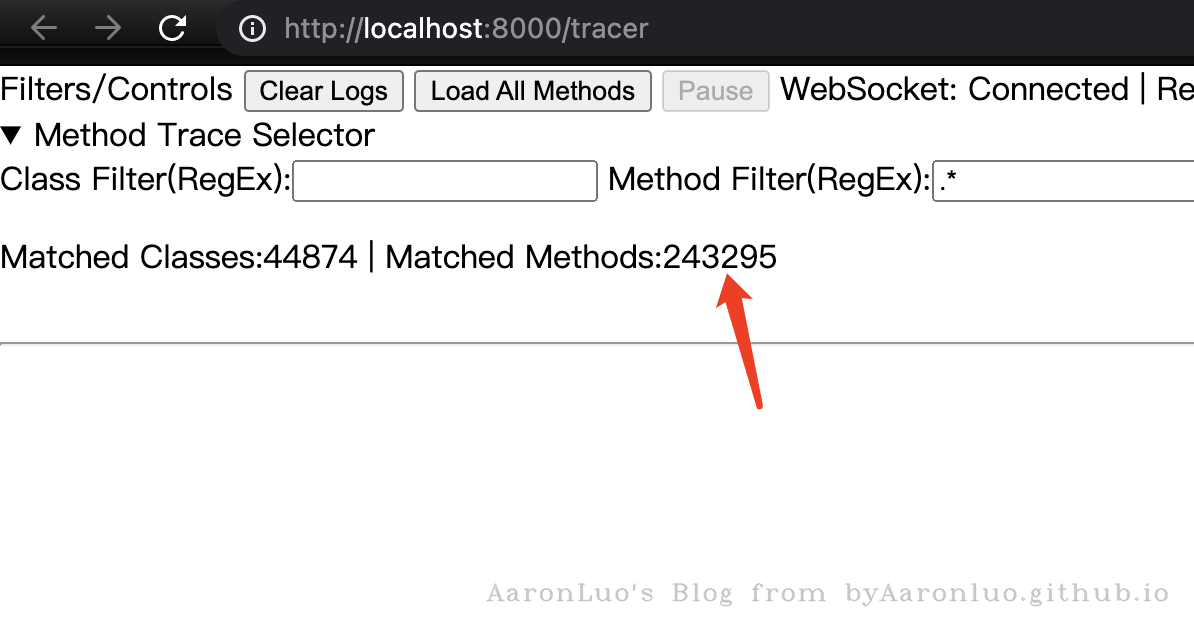 http://localhost:8000/tracer
Filters/Controls Clear Logs Load All Methods Pause WebSocket: Connected | Re
▼ Method Trace Selector
Class Filter(RegEx): Method Filter(RegEx): .*
Matched Classes:44874 | Matched Methods:243295
AaronLuo's Blog from byAaronluo.github.io